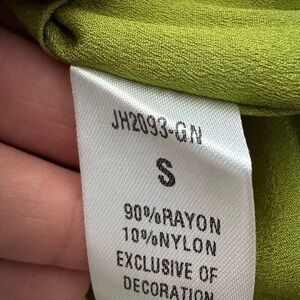 JH2093-GN
S
90%RAYON
10%NYLON
EXCLUSIVE OF
DECORATION